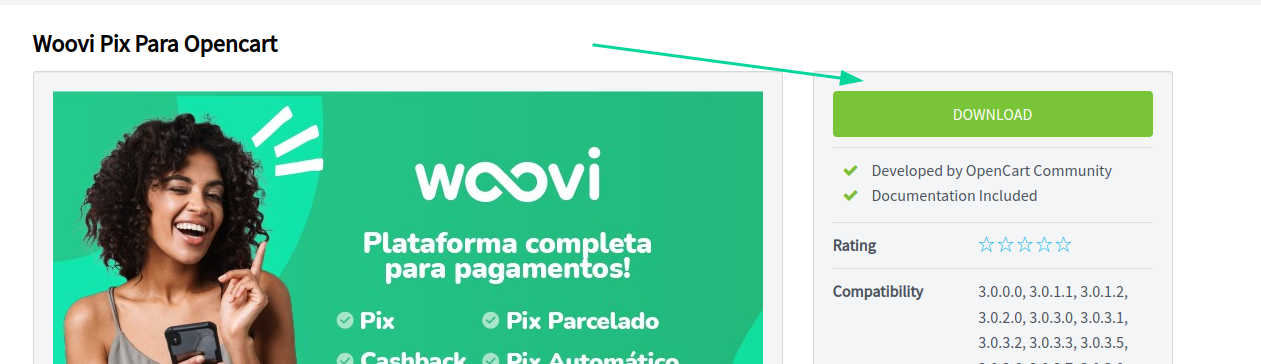 Woovi Pix Para Opencart
woovi
Plataforma completa
para pagamentos!
Pix
Pix Parcelado
Cashback
Pix Automático
DOWNLOAD
Developed by OpenCart Community
Documentation Included
Rating
Compatibility
3.0.0.0, 3.0.1.1, 3.0.1.2,
3.0.2.0, 3.0.3.0, 3.0.3.1,
3.0.3.2, 3.0.3.3, 3.0.3.5,